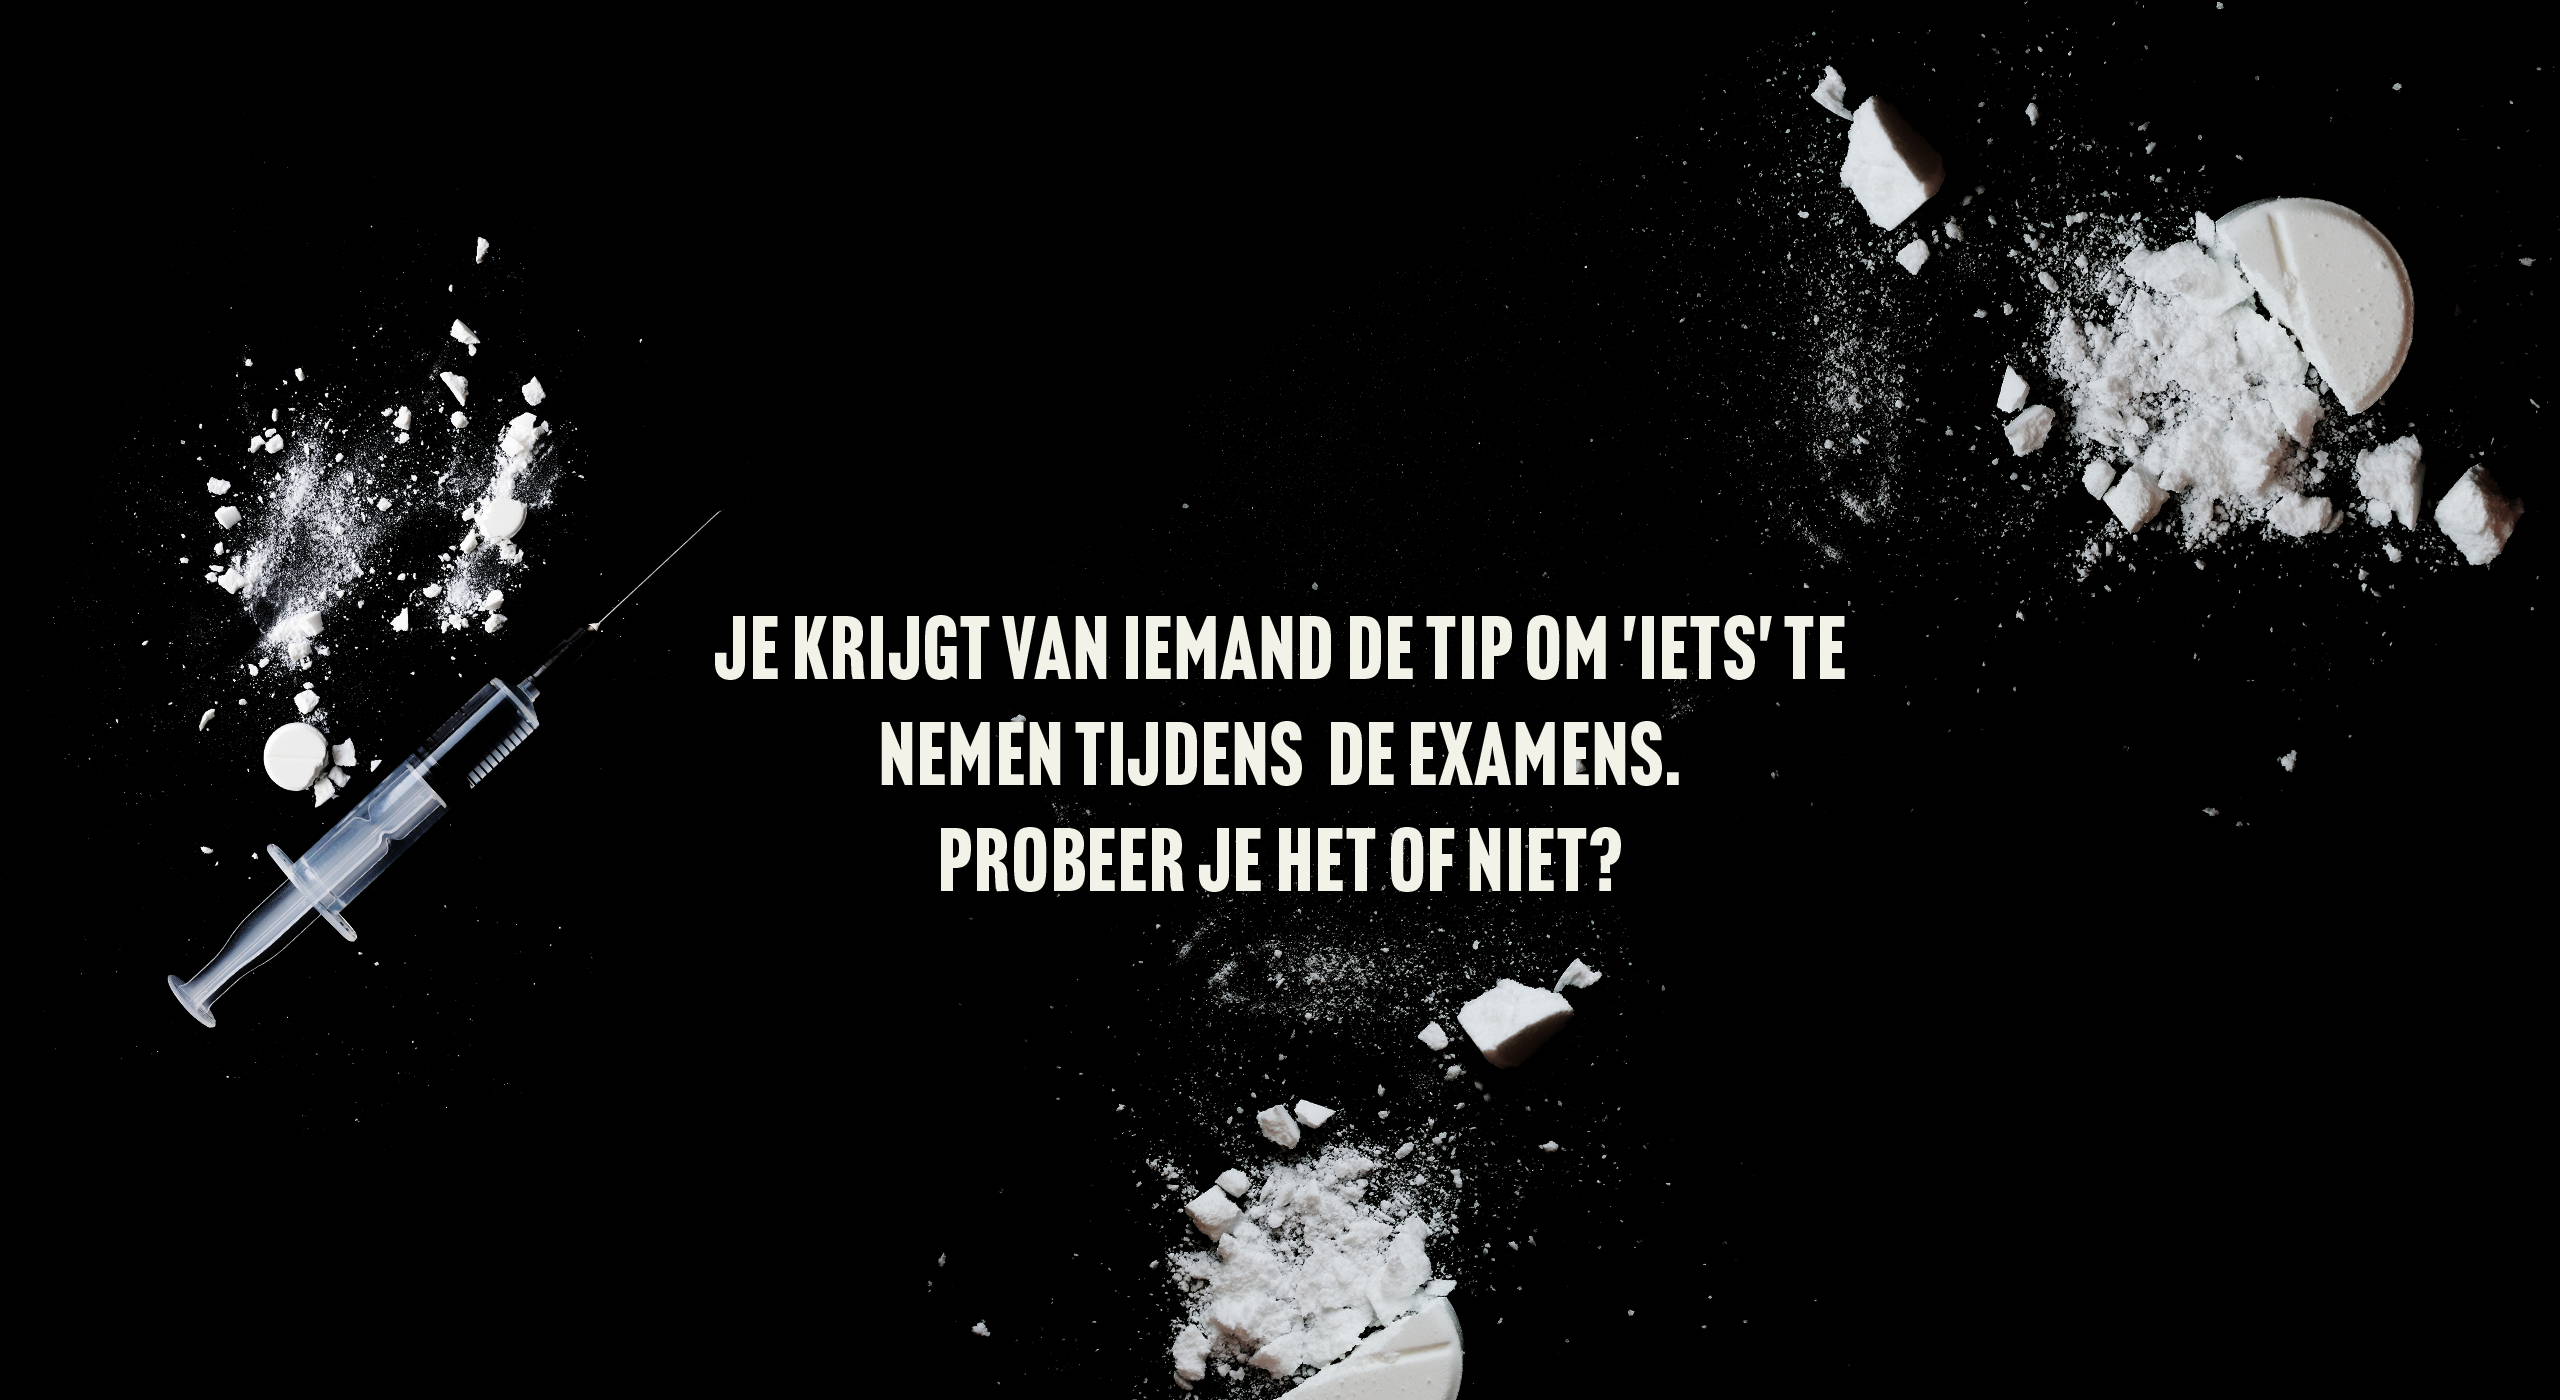 JE KRIJGT VAN IEMAND DE TIP OM 'IETS' TE
NEMEN TIJDENS  DE EXAMENS.
PROBEER JE HET OF NIET?